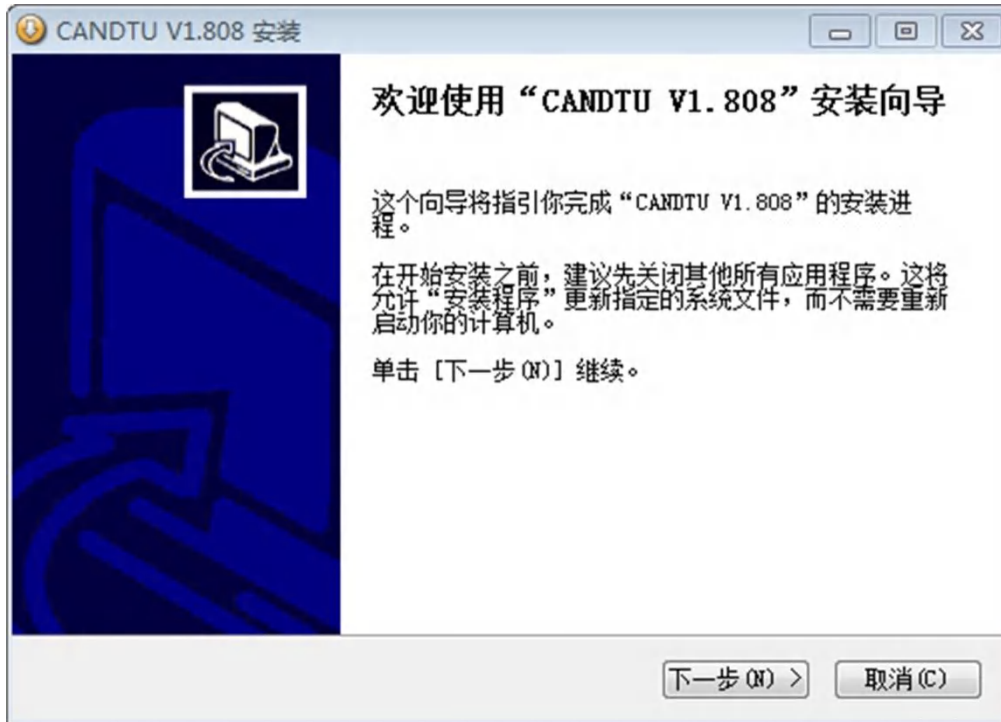 CANDTU V1.808 安装
欢迎使用“CANDTU V1.808”安装向导
这个向导将指引你完成“CANDTU V1.808”的安装进
程。
在开始安装之前，建议先关闭其他所有应用程序。这将
允许“安装程序”更新指定的系统文件，而不需要重新
启动你的计算机。
单击 [下一步(N)] 继续。
下一步(N) >
取消(C)